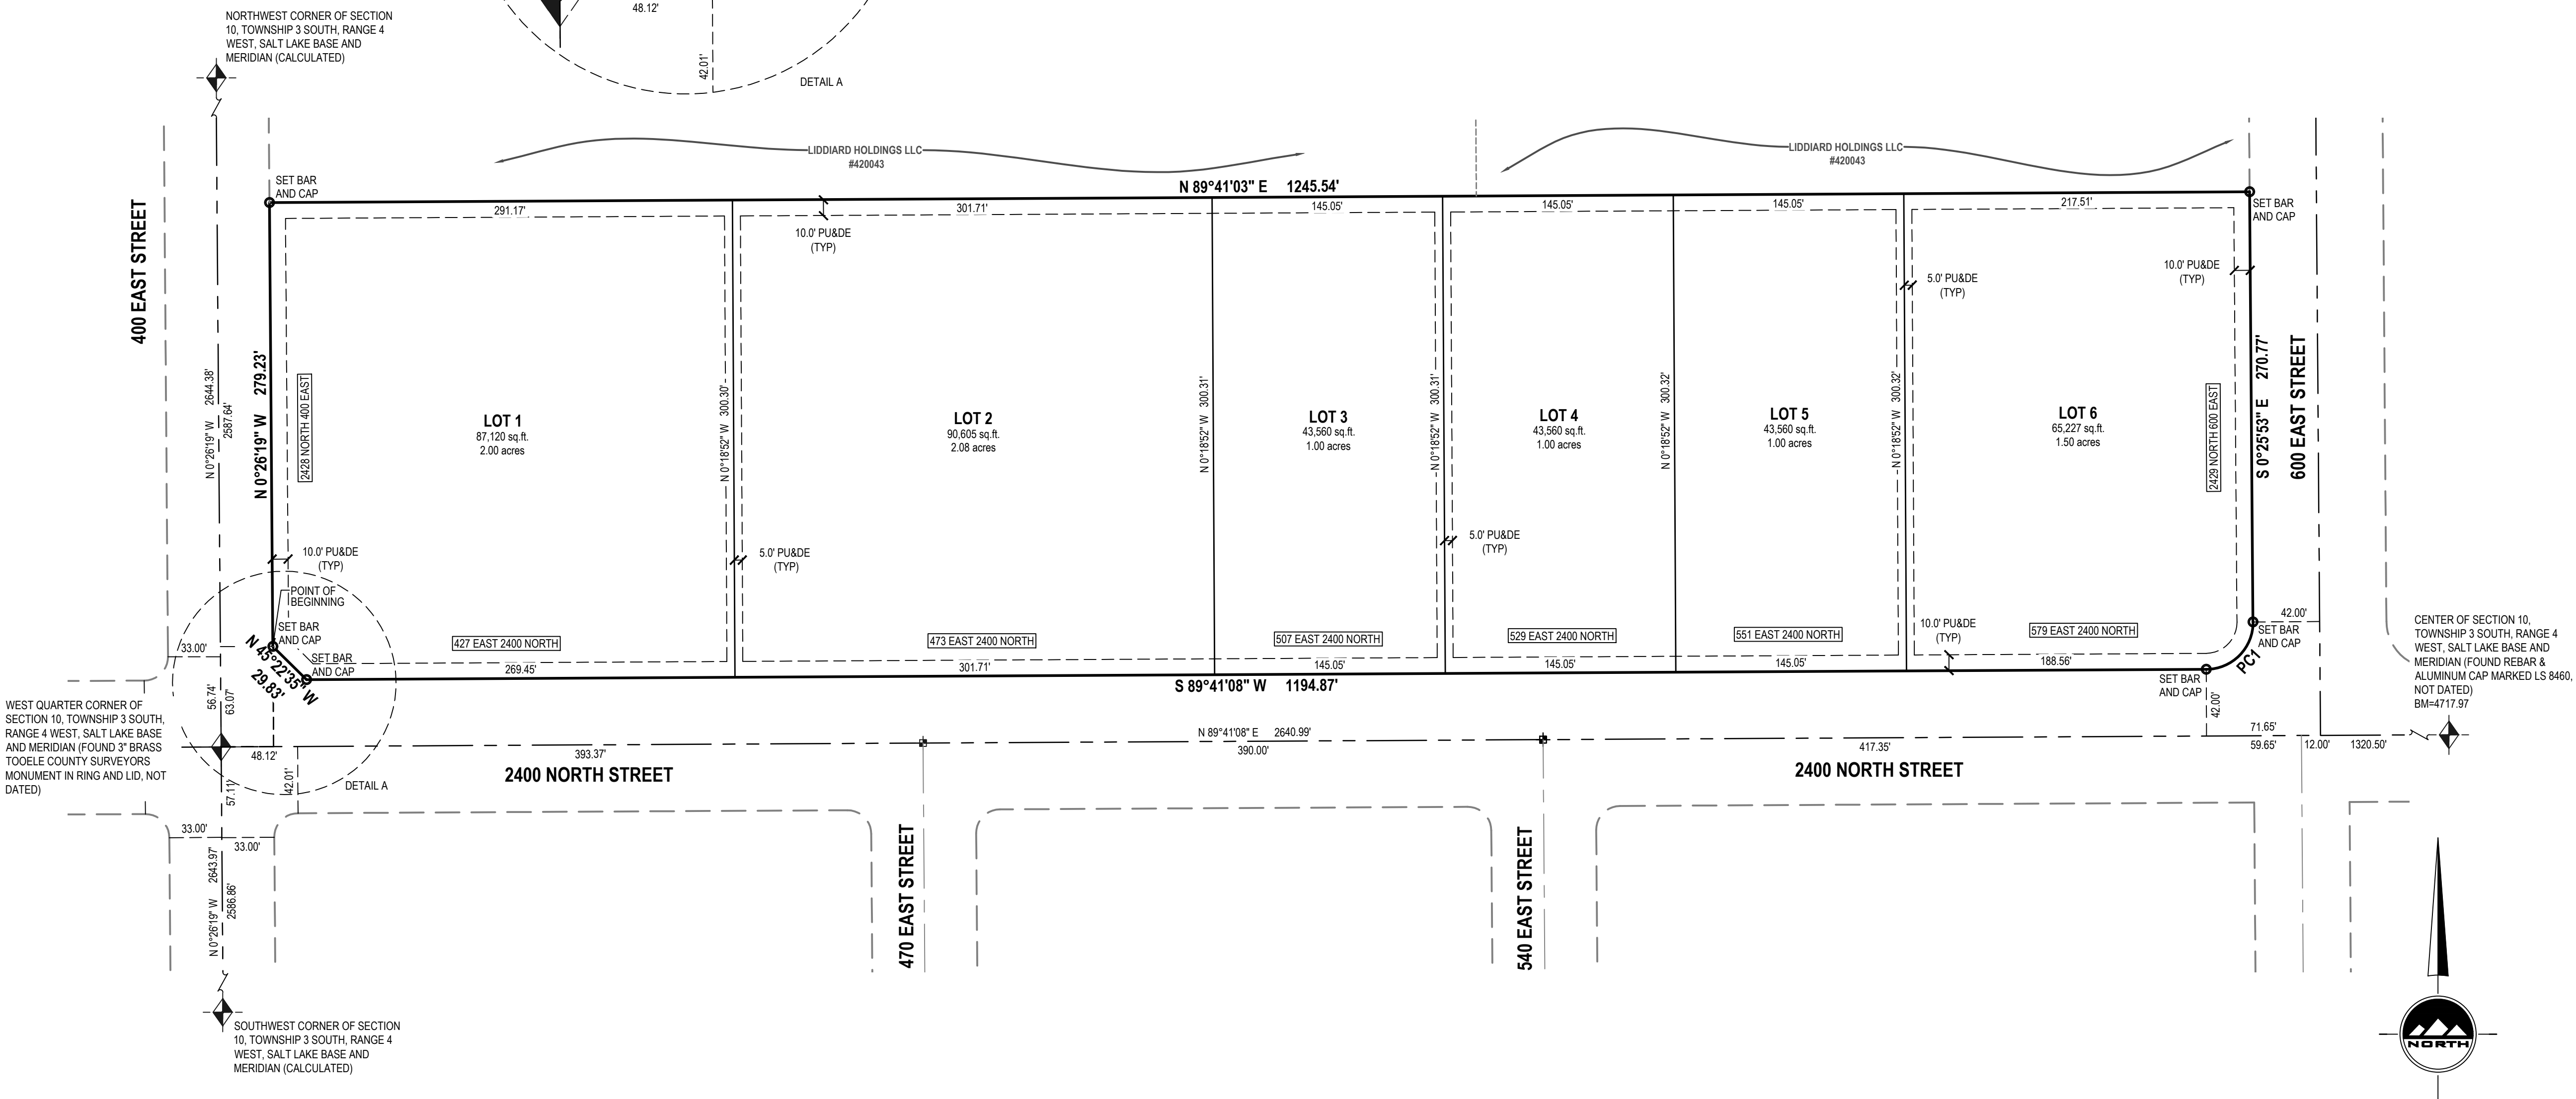 NORTHWEST CORNER OF SECTION
10, TOWNSHIP 3 SOUTH, RANGE 4
WEST, SALT LAKE BASE AND
MERIDIAN (CALCULATED)
48.12'
42.01'
DETAIL A
LIDDIARD HOLDINGS LLC
#420043
LIDDIARD HOLDINGS LLC
#420043
SET BAR
AND CAP
N 89°41'03" E 1245.54'
291.17'
301.71'
145.05'
145.05'
145.05'
217.51'
SET BAR
AND CAP
10.0' PU&DE
(TYP)
10.0' PU&DE
(TYP)
5.0' PU&DE
(TYP)
400 EAST STREET
N 0°26'19" W 2644.38'
2587.64'
N 0°26'19" W 279.23'
2428 NORTH 400 EAST
LOT 1
87,120 sq.ft.
2.00 acres
N 0°18'52" W 300.30'
LOT 2
90,605 sq.ft.
2.08 acres
N 0°18'52" W 300.31'
LOT 3
43,560 sq.ft.
1.00 acres
N 0°18'52" W 300.31'
LOT 4
43,560 sq.ft.
1.00 acres
N 0°18'52" W 300.32'
LOT 5
43,560 sq.ft.
1.00 acres
N 0°18'52" W 300.32'
LOT 6
65,227 sq.ft.
1.50 acres
2429 NORTH 600 EAST
S 0°25'53" E 270.77'
600 EAST STREET
10.0' PU&DE
(TYP)
5.0' PU&DE
(TYP)
5.0' PU&DE
(TYP)
POINT OF
BEGINNING
SET BAR
AND CAP
SET BAR
AND CAP
N 45°22'35" W
29.83'
33.00'
56.74'
63.07'
427 EAST 2400 NORTH
473 EAST 2400 NORTH
507 EAST 2400 NORTH
529 EAST 2400 NORTH
551 EAST 2400 NORTH
10.0' PU&DE
(TYP)
579 EAST 2400 NORTH
269.45'
301.71'
145.05'
145.05'
145.05'
188.56'
S 89°41'08" W 1194.87'
SET BAR
AND CAP
PC1
42.00'
SET BAR
AND CAP
42.00'
CENTER OF SECTION 10,
TOWNSHIP 3 SOUTH, RANGE 4
WEST, SALT LAKE BASE AND
MERIDIAN (FOUND REBAR &
ALUMINUM CAP MARKED LS 8460,
NOT DATED)
BM=4717.97
WEST QUARTER CORNER OF
SECTION 10, TOWNSHIP 3 SOUTH,
RANGE 4 WEST, SALT LAKE BASE
AND MERIDIAN (FOUND 3" BRASS
TOOELE COUNTY SURVEYORS
MONUMENT IN RING AND LID, NOT
DATED)
48.12'
393.37'
N 89°41'08" E 2640.99'
390.00'
417.35'
71.65'
59.65'
12.00'
1320.50'
2400 NORTH STREET
2400 NORTH STREET
57.11'
42.01'
DETAIL A
33.00'
33.00'
N 0°26'19" W 2643.97'
2586.86'
470 EAST STREET
540 EAST STREET
SOUTHWEST CORNER OF SECTION
10, TOWNSHIP 3 SOUTH, RANGE 4
WEST, SALT LAKE BASE AND
MERIDIAN (CALCULATED)
NORTH